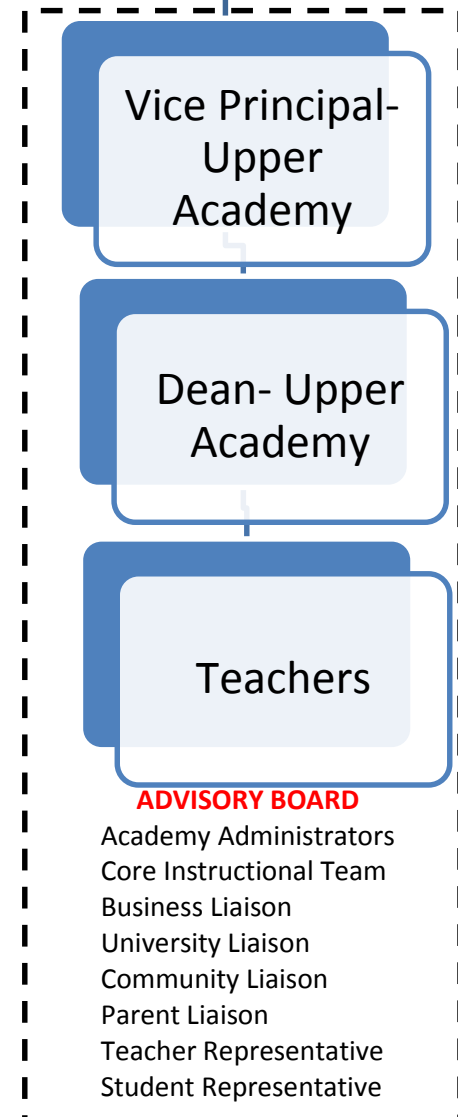 Vice Principal-
Upper
Academy
Dean- Upper
Academy
Teachers
ADVISORY BOARD
Academy Administrators
Core Instructional Team
Business Liaison
University Liaison
Community Liaison
Parent Liaison
Teacher Representative
Student Representative